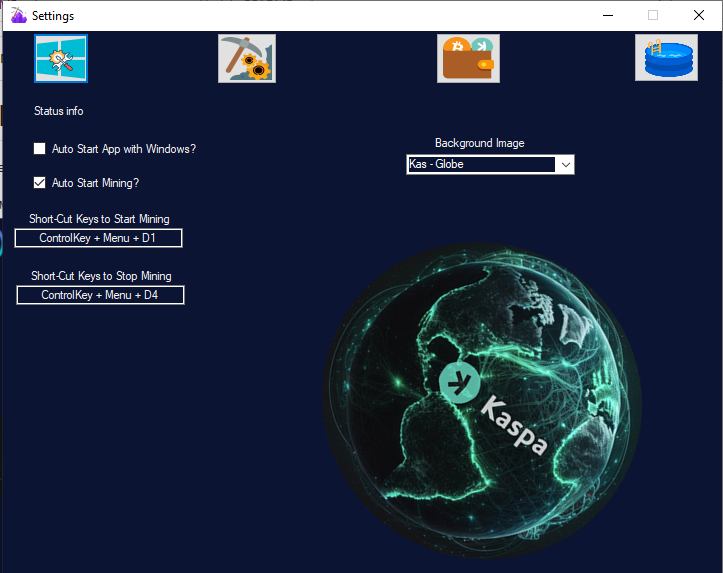 Settings
Status info
Auto Start App with Windows?
Background Image
Kas - Globe
Auto Start Mining?
Short-Cut Keys to Start Mining
ControlKey + Menu + D1
Short-Cut Keys to Stop Mining
ControlKey + Menu + D4
Kaspa